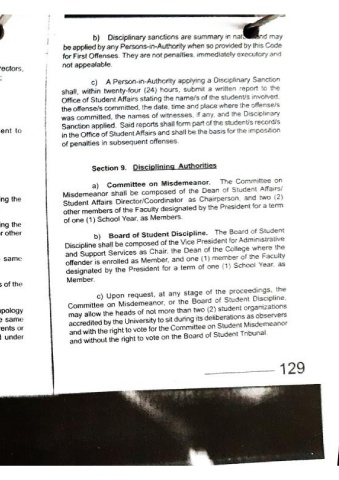 b) Disciplinary sanctions are summary in and may
be applied by any Persons-in-Authority when so provided by this Code
for First Offenses. They are not penalties, immediately executory and
not appealable.
c) A Person-in-Authority applying a Disciplinary Sanction
shall, within twenty-four (24) hours, submit a written report to the
Office of Student Affairs stating the name/s of the student/s involved,
the offense/s committed, the date, time and place where the offense/s
was committed, the names of witnesses, if any, and the Disciplinary
Sanction applied. Said reports shall form part of the student/s record/s
in the Office of Student Affairs and shall be the basis for the imposition
of penalties in subsequent offenses.
Section 9. Disciplining Authorities
a) Committee on Misdemeanor. The Committee on
Misdemeanor shall be composed of the Dean of Student Affairs/
Student Affairs Director/Coordinator as Chairperson, and two (2)
other members of the Faculty designated by the President for a term
of one (1) School Year, as Members.
b) Board of Student Discipline. The Board of Student
Discipline shall be composed of the Vice President for Administrative
and Support Services as Chair, the Dean of the College where the
offender is enrolled as Member, and one (1) member of the Faculty
designated by the President for a term of one (1) School Year, as
Member.
c) Upon request, at any stage of the proceedings, the
Committee on Misdemeanor, or the Board of Student Discipline,
may allow the heads of not more than two (2) student organizations
accredited by the University to sit during its deliberations as observers
and with the right to vote for the Committee on Student Misdemeanor
and without the right to vote on the Board of Student Tribunal.
129
ectors,
ent to
ing the
ing the
r other
same
s of the
pology
e same
rents or
d under